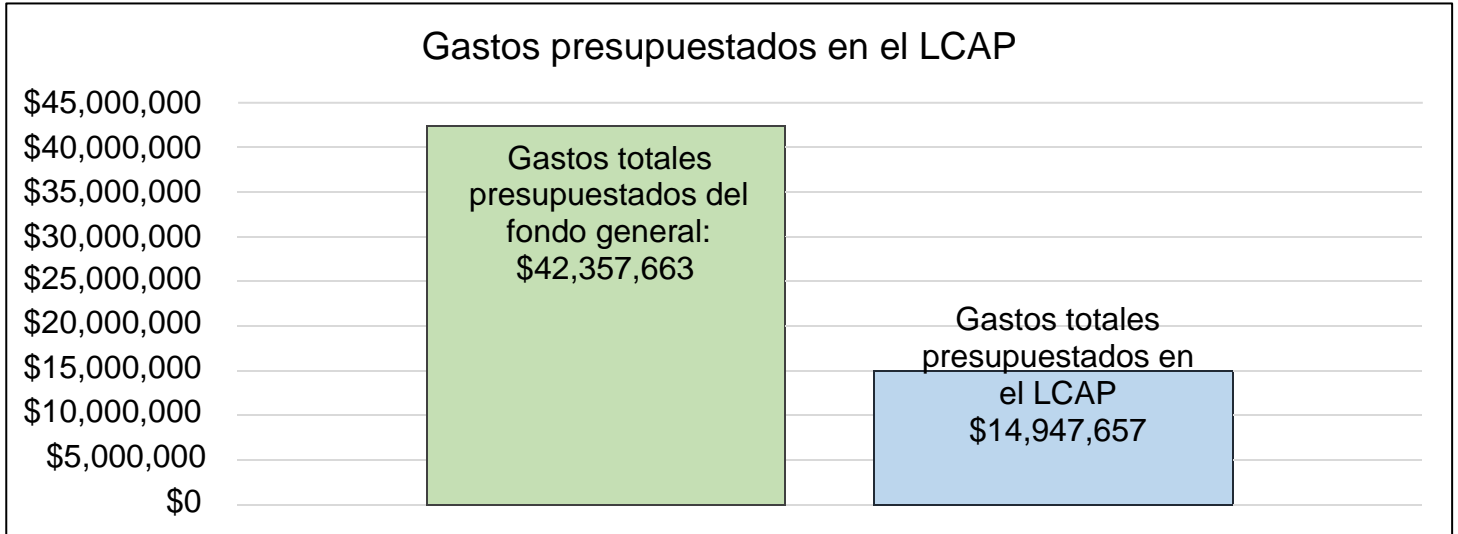 Gastos presupuestados en el LCAP
$45,000,000
$40,000,000
$35,000,000
$30,000,000
$25,000,000
$20,000,000
$15,000,000
$10,000,000
$5,000,000
$0
Gastos totales
presupuestados del
fondo general:
$42,357,663
Gastos totales
presupuestados en
el LCAP
$14,947,657